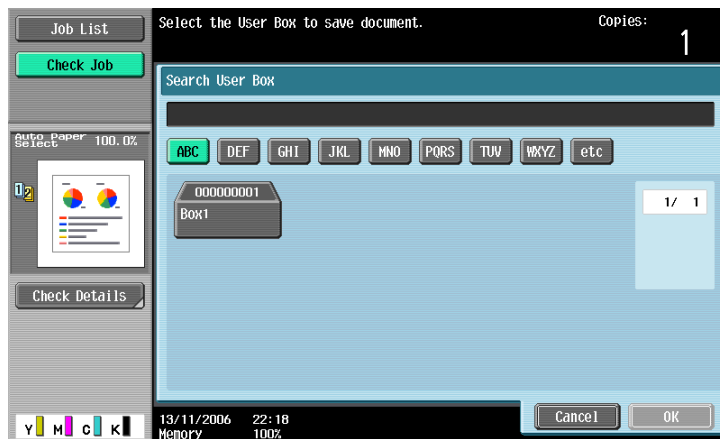 Job List
Check Job
Select the User Box to save document.
Copies:
1
Search User Box
ABC DEF GHI JKL MNO PQRS TUV WXYZ etc
Auto Paper Select 100.0%
12
000000001
Box1
1/ 1
Check Details
Cancel OK
Y M C K
13/11/2006 22:18
Memory 100%